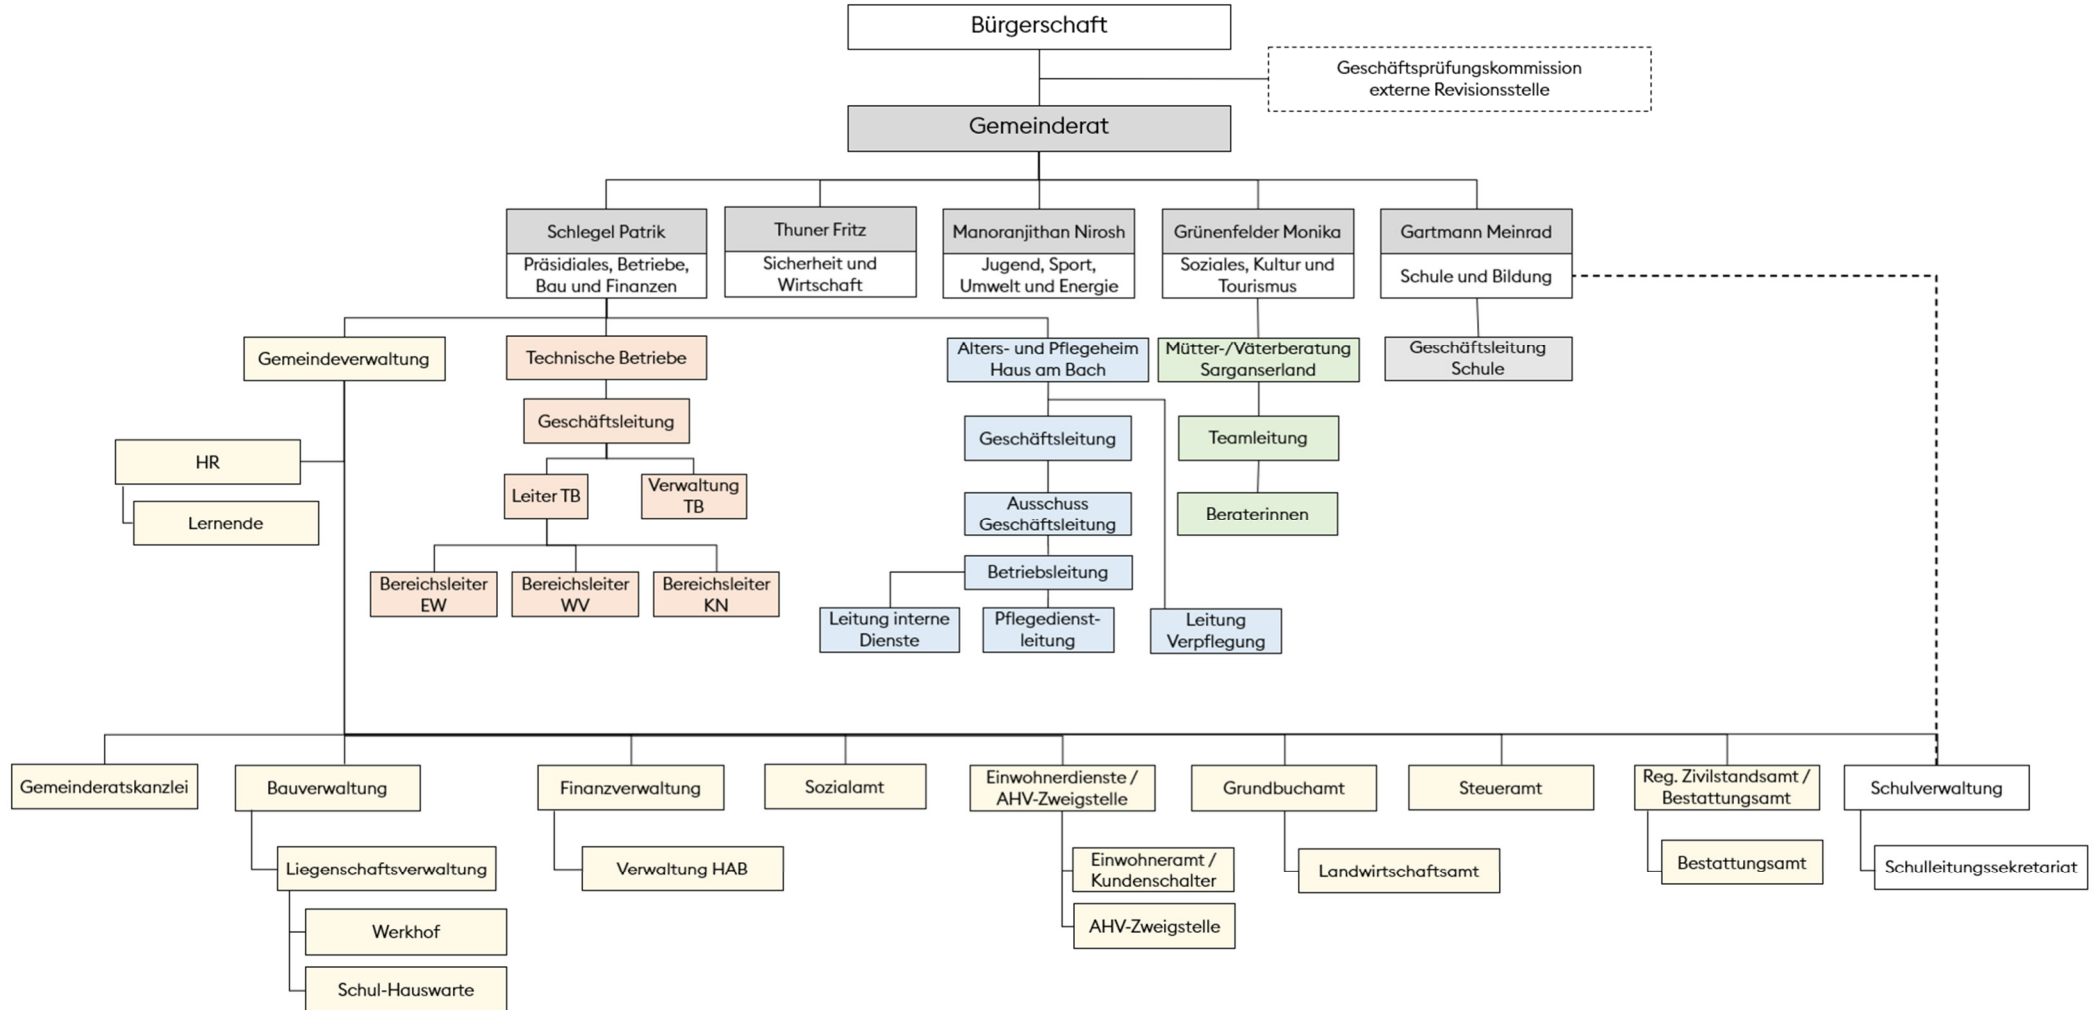 Bürgerschaft
Geschäftsprüfungskommission
externe Revisionsstelle
Gemeinderat
Schlegel Patrik
Präsidiales, Betriebe,
Bau und Finanzen
Thuner Fritz
Sicherheit und
Wirtschaft
Manoranjithan Nirosh
Jugend, Sport,
Umwelt und Energie
Grünenfelder Monika
Soziales, Kultur und
Tourismus
Gartmann Meinrad
Schule und Bildung
Gemeindeverwaltung
Technische Betriebe
Alters- und Pflegeheim
Haus am Bach
Mütter-/Väterberatung
Sarganserland
Geschäftsleitung
Schule
HR
Lernende
Geschäftsleitung
Leiter TB
Verwaltung
TB
Bereichsleiter
EW
Bereichsleiter
WV
Bereichsleiter
KN
Geschäftsleitung
Ausschuss
Geschäftsleitung
Betriebsleitung
Leitung interne
Dienste
Pflegedienst-
leitung
Leitung
Verpflegung
Teamleitung
Beraterinnen
Gemeinderatskanzlei
Bauverwaltung
Liegenschaftsverwaltung
Werkhof
Schul-Hauswarte
Finanzverwaltung
Verwaltung HAB
Sozialamt
Einwohnerdienste /
AHV-Zweigstelle
Einwohneramt /
Kundenschalter
AHV-Zweigstelle
Grundbuchamt
Landwirtschaftsamt
Steueramt
Reg. Zivilstandsamt /
Bestattungsamt
Bestattungsamt
Schulverwaltung
Schulleitungssekretariat